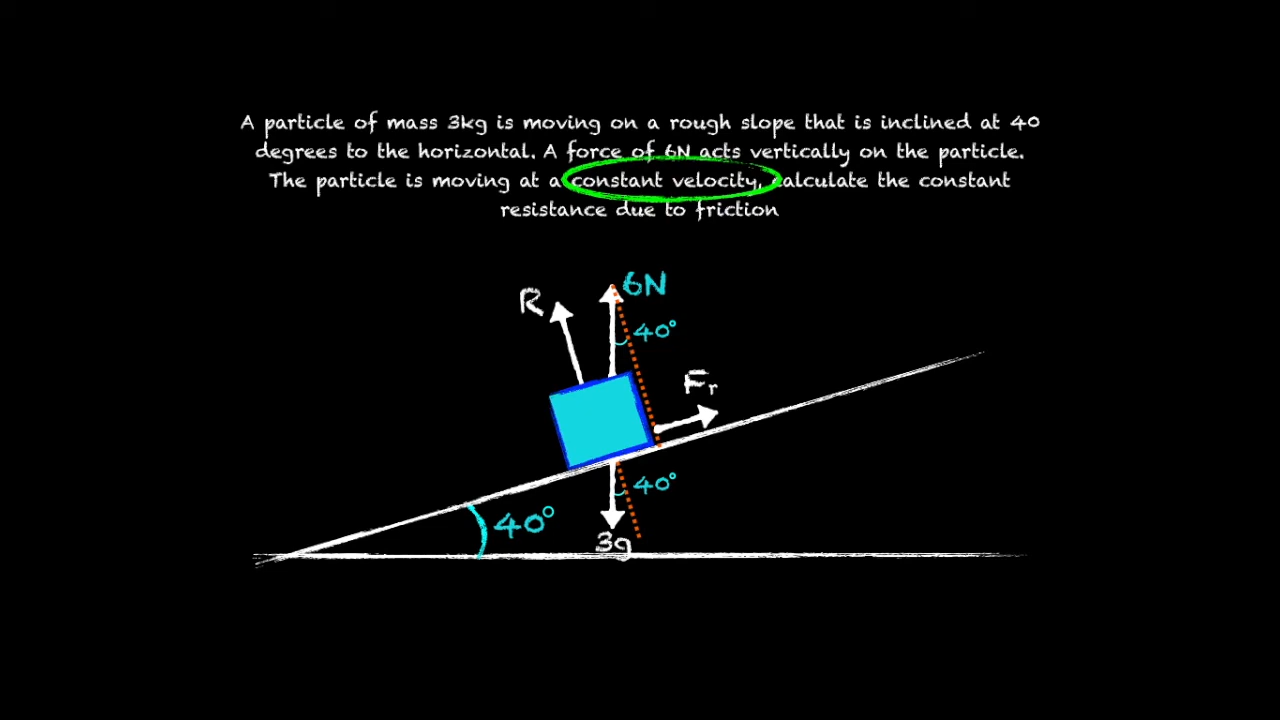 A particle of mass 3kg is moving on a rough slope that is inclined at 40
degrees to the horizontal. A force of 6N acts vertically on the particle.
The particle is moving at a constant velocity, calculate the constant
resistance due to friction
6N
R
40°
Fr
40°
40°
3g